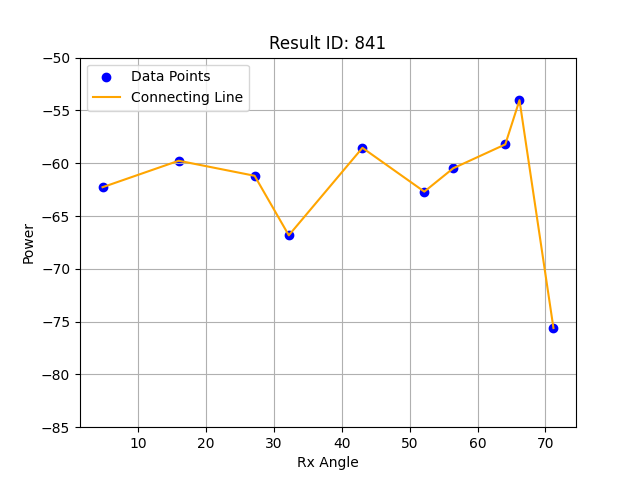 Result ID: 841
Data Points
Connecting Line
−50
−55
−60
−65
−70
−75
−80
−85
Power
10 20 30 40 50 60 70
Rx Angle